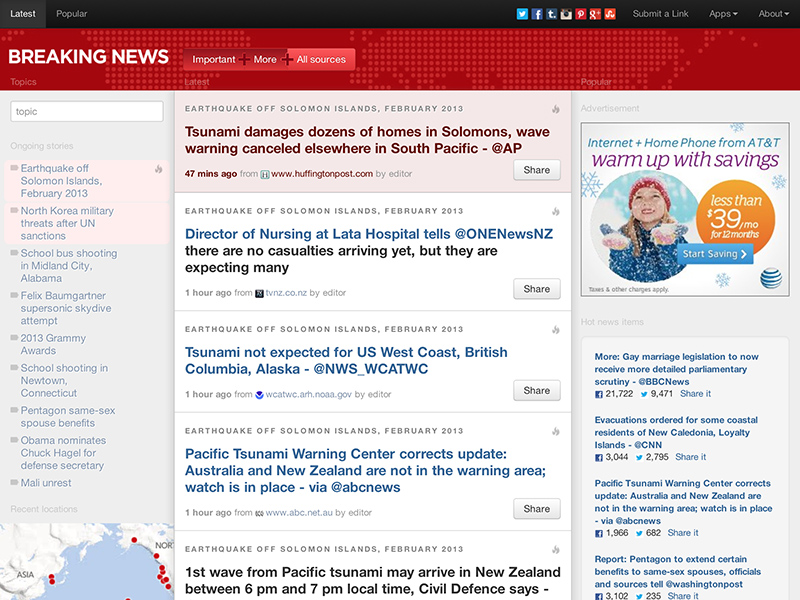 Latest
Popular
Submit a Link
Apps
About
BREAKING NEWS
Important
More
All sources
Topics
Latest
Popular
topic
Ongoing stories
Earthquake off
Solomon Islands,
February 2013
North Korea military
threats after UN
sanctions
School bus shooting
in Midland City,
Alabama
Felix Baumgartner
supersonic skydive
attempt
2013 Grammy
Awards
School shooting in
Newtown,
Connecticut
Pentagon same-sex
spouse benefits
Obama nominates
Chuck Hagel for
defense secretary
Mali unrest
Recent locations
ASIA
NOR
EARTHQUAKE OFF SOLOMON ISLANDS, FEBRUARY 2013
Tsunami damages dozens of homes in Solomons, wave
warning canceled elsewhere in South Pacific - @AP
47 mins ago from www.huffingtonpost.com by editor
Share
EARTHQUAKE OFF SOLOMON ISLANDS, FEBRUARY 2013
Director of Nursing at Lata Hospital tells @ONENewsNZ
there are no casualties arriving yet, but they are
expecting many
1 hour ago from tvnz.co.nz by editor
Share
EARTHQUAKE OFF SOLOMON ISLANDS, FEBRUARY 2013
Tsunami not expected for US West Coast, British
Columbia, Alaska - @NWS_WCATWC
1 hour ago from wcatwc.arh.noaa.gov by editor
Share
EARTHQUAKE OFF SOLOMON ISLANDS, FEBRUARY 2013
Pacific Tsunami Warning Center corrects update:
Australia and New Zealand are not in the warning area;
watch is in place - via @abcnews
1 hour ago from www.abc.net.au by editor
Share
EARTHQUAKE OFF SOLOMON ISLANDS, FEBRUARY 2013
1st wave from Pacific tsunami may arrive in New Zealand
between 6 pm and 7 pm local time, Civil Defence says -
Advertisement
Internet + Home Phone from AT&T
warm up with savings
less than
$39/mo
for 12 months
Start Saving
at&t
Taxes & other charges apply.
Hot news items
More: Gay marriage legislation to now
receive more detailed parliamentary
scrutiny - @BBCNews
21,722 9,471 Share it
Evacuations ordered for some coastal
residents of New Caledonia, Loyalty
Islands - @CNN
3,044 2,795 Share it
Pacific Tsunami Warning Center corrects
update: Australia and New Zealand are
not in the warning area; watch is in place
- via @abcnews
1,966 682 Share it
Report: Pentagon to extend certain
benefits to same-sex spouses, officials
and sources tell @washingtonpost
3,102 235 Share it